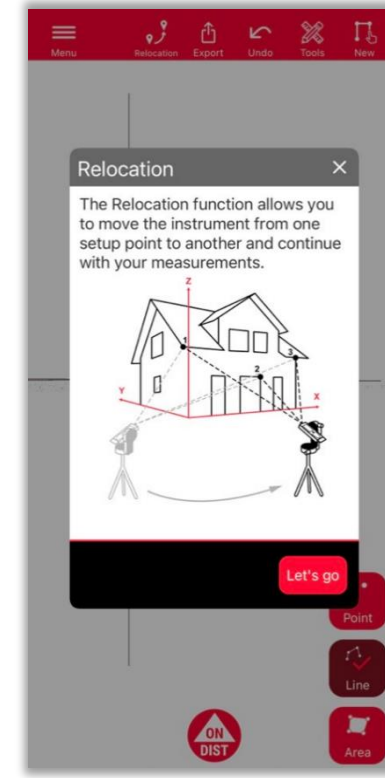 Menu
Relocation
Export
Undo
Tools
New
Relocation
The Relocation function allows you
to move the instrument from one
setup point to another and continue
with your measurements.
Z
1
3
2
Y
X
Let's go
Point
Line
ON
DIST
Area